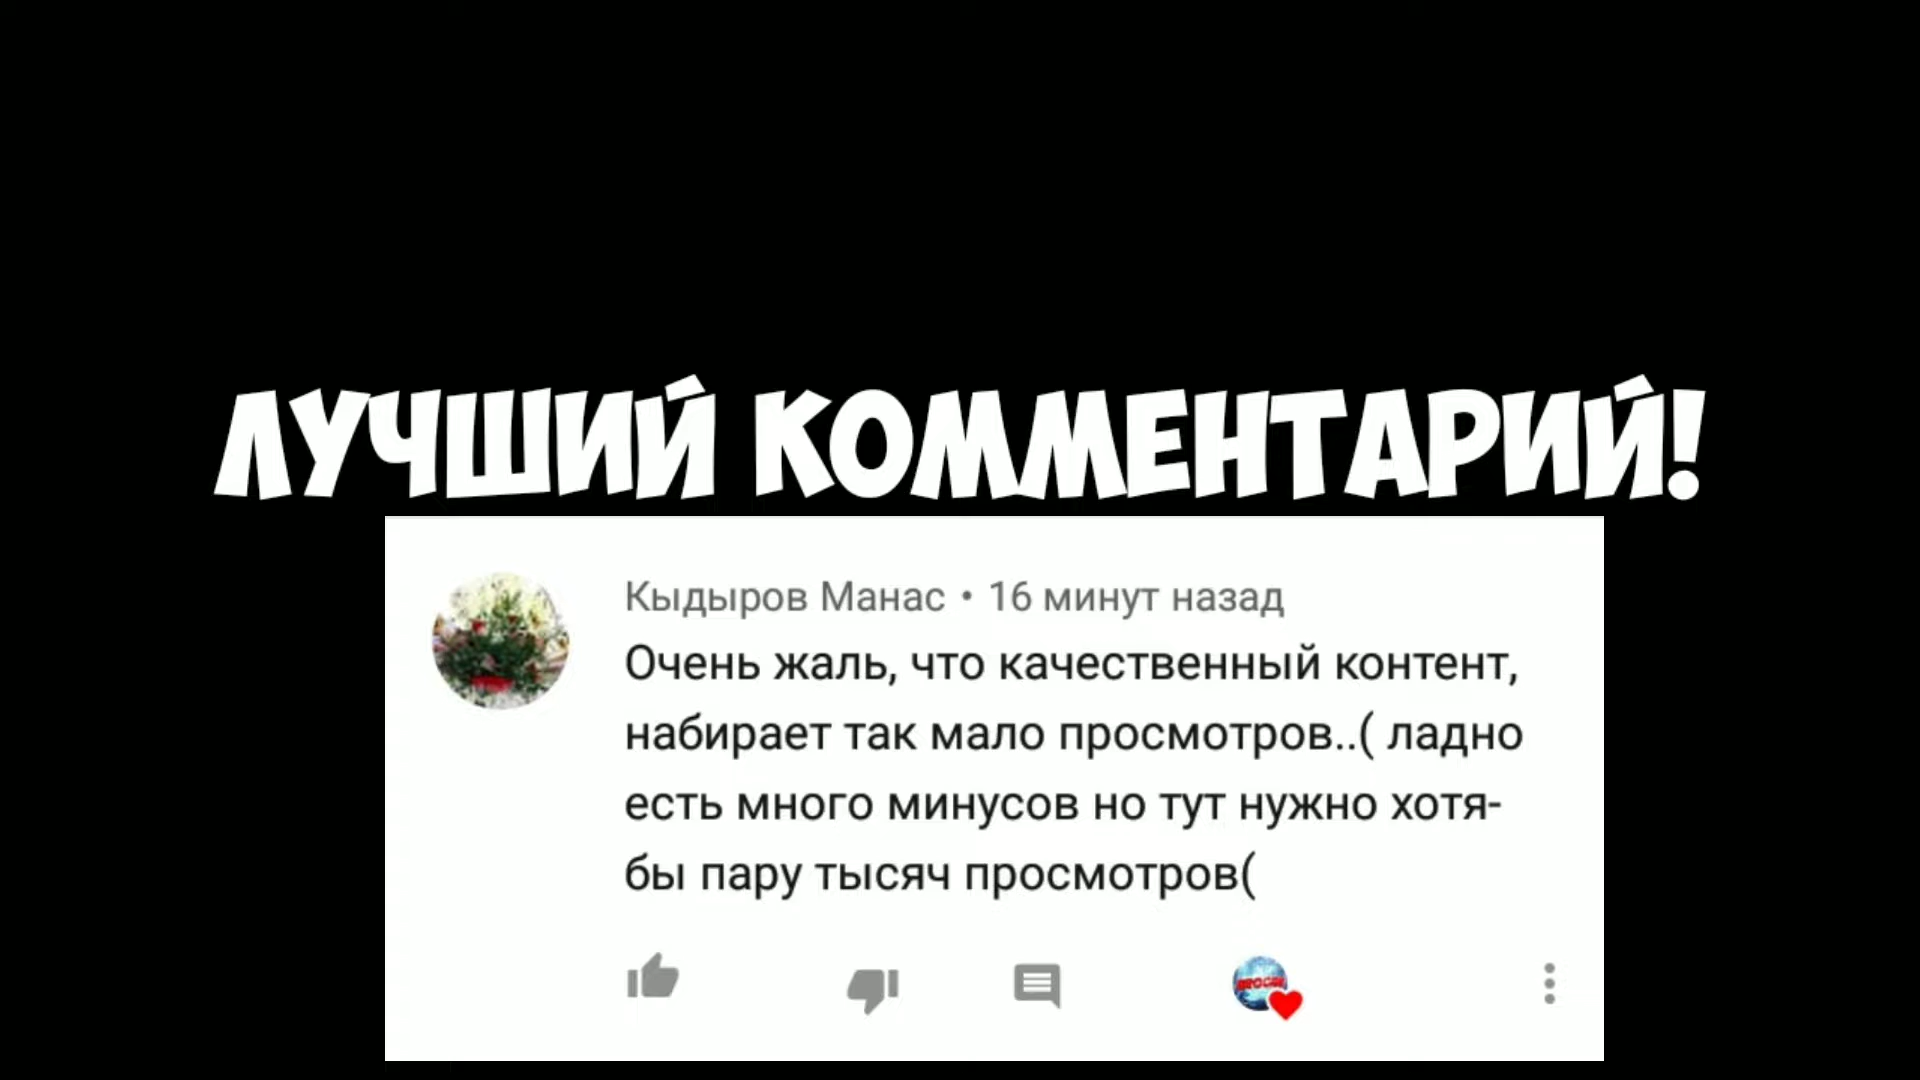 ЛУЧШИЙ КОММЕНТАРИЙ!
Кыдыров Манас • 16 минут назад
Очень жаль, что качественный контент,
набирает так мало просмотров..( ладно
есть много минусов но тут нужно хотя-
бы пару тысяч просмотров(